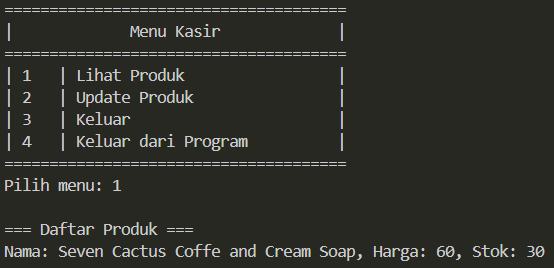 ======================================
|             Menu Kasir             |
======================================
| 1   | Lihat Produk                 |
| 2   | Update Produk                |
| 3   | Keluar                       |
| 4   | Keluar dari Program          |
======================================
Pilih menu: 1
=== Daftar Produk ===
Nama: Seven Cactus Coffe and Cream Soap, Harga: 60, Stok: 30